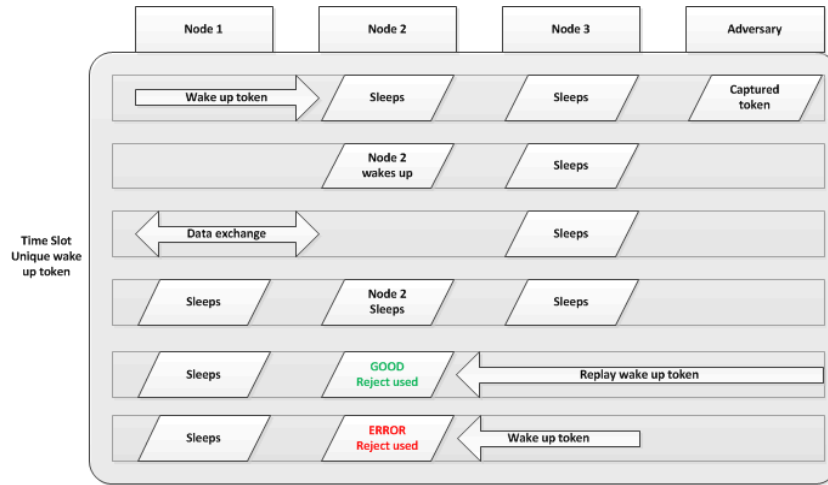 Node 1
Node 2
Node 3
Adversary
Wake up token
Sleeps
Sleeps
Captured
token
Node 2
wakes up
Sleeps
Time Slot
Unique wake
up token
Data exchange
Sleeps
Sleeps
Node 2
Sleeps
Sleeps
Sleeps
GOOD
Reject used
Replay wake up token
Sleeps
ERROR
Reject used
Wake up token